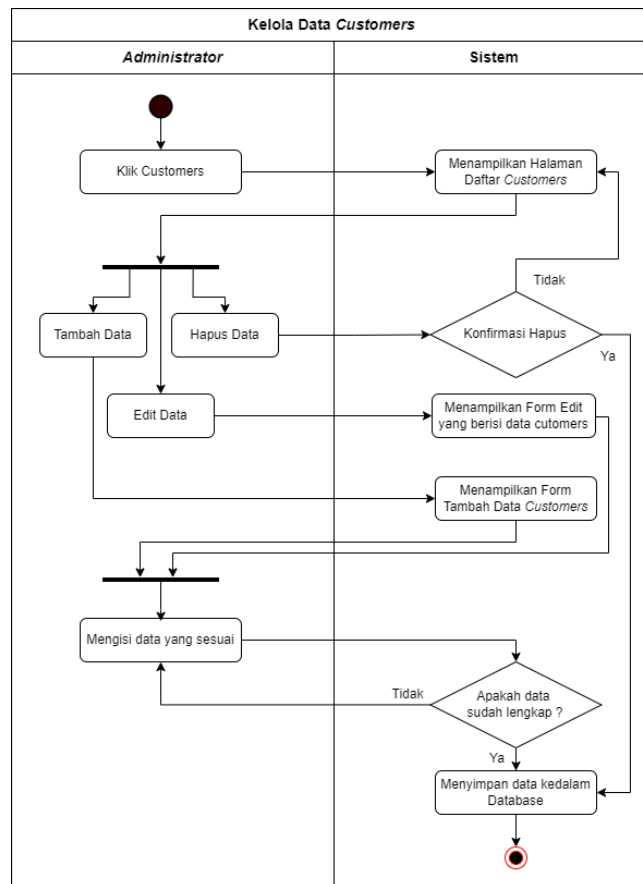 Kelola Data Customers
Administrator
Sistem
Klik Customers
Menampilkan Halaman
Daftar Customers
Tidak
Tambah Data
Hapus Data
Konfirmasi Hapus
Ya
Edit Data
Menampilkan Form Edit
yang berisi data cutomers
Menampilkan Form
Tambah Data Customers
Mengisi data yang sesuai
Tidak
Apakah data
sudah lengkap ?
Ya
Menyimpan data kedalam
Database